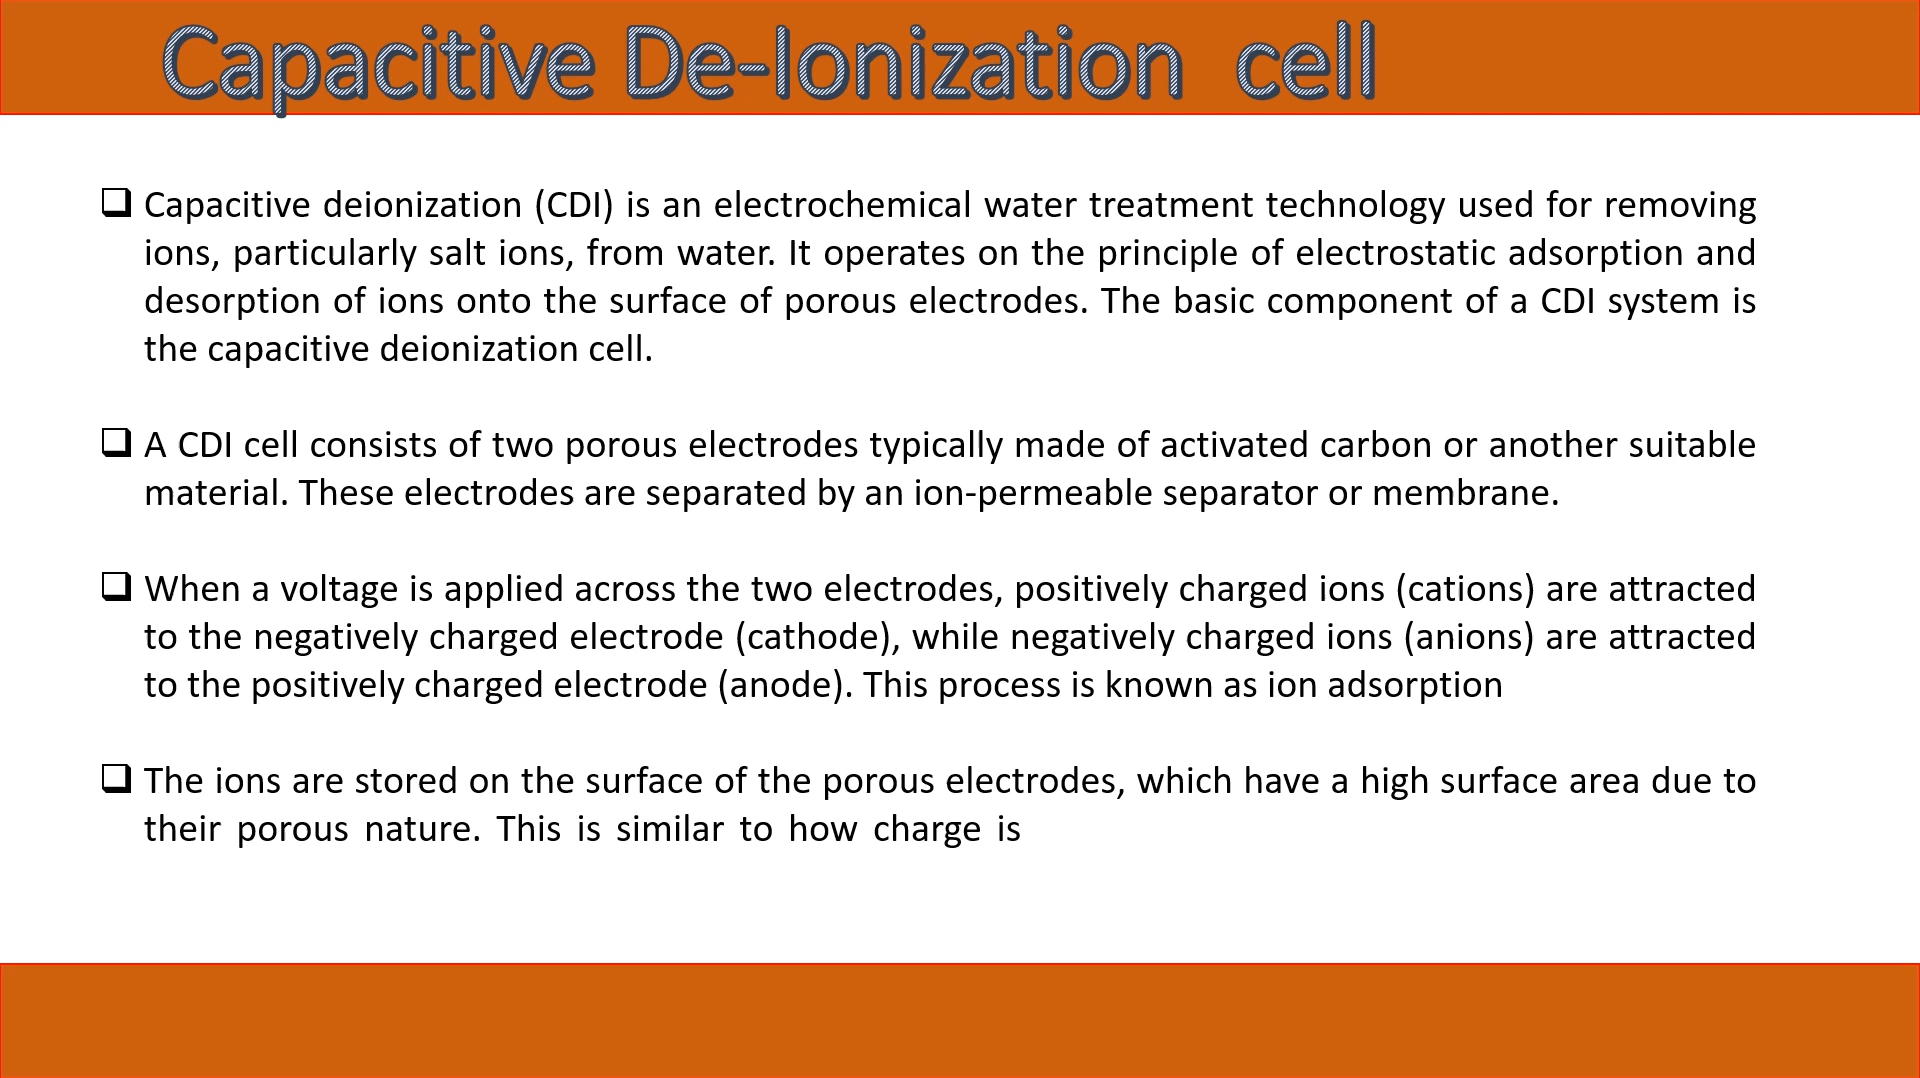 Capacitive De-Ionization cell
❑ Capacitive deionization (CDI) is an electrochemical water treatment technology used for removing
ions, particularly salt ions, from water. It operates on the principle of electrostatic adsorption and
desorption of ions onto the surface of porous electrodes. The basic component of a CDI system is
the capacitive deionization cell.
❑ A CDI cell consists of two porous electrodes typically made of activated carbon or another suitable
material. These electrodes are separated by an ion-permeable separator or membrane.
❑ When a voltage is applied across the two electrodes, positively charged ions (cations) are attracted
to the negatively charged electrode (cathode), while negatively charged ions (anions) are attracted
to the positively charged electrode (anode). This process is known as ion adsorption
❑ The ions are stored on the surface of the porous electrodes, which have a high surface area due to
their porous nature. This is similar to how charge is